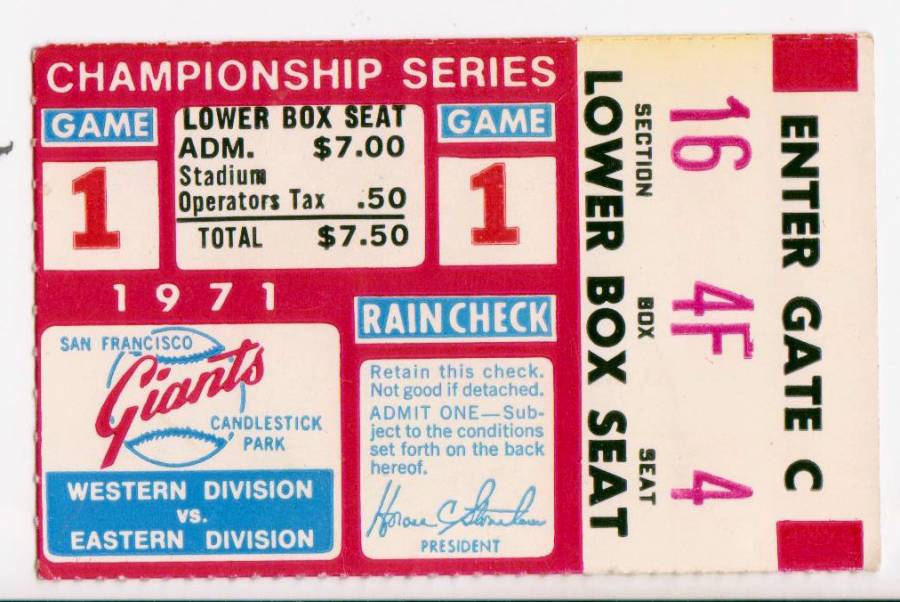 CHAMPIONSHIP SERIES
GAME
1
LOWER BOX SEAT
ADM. $7.00
Stadium
Operators Tax .50
TOTAL $7.50
GAME
1
1971
SAN FRANCISCO
Giants
CANDLESTICK
PARK
WESTERN DIVISION
vs.
EASTERN DIVISION
RAIN CHECK
Retain this check.
Not good if detached.
ADMIT ONE—Sub-
ject to the conditions
set forth on the back
hereof.
Horace C Stoneham
PRESIDENT
LOWER BOX SEAT
SECTION BOX SEAT
16 4F 4
ENTER GATE C